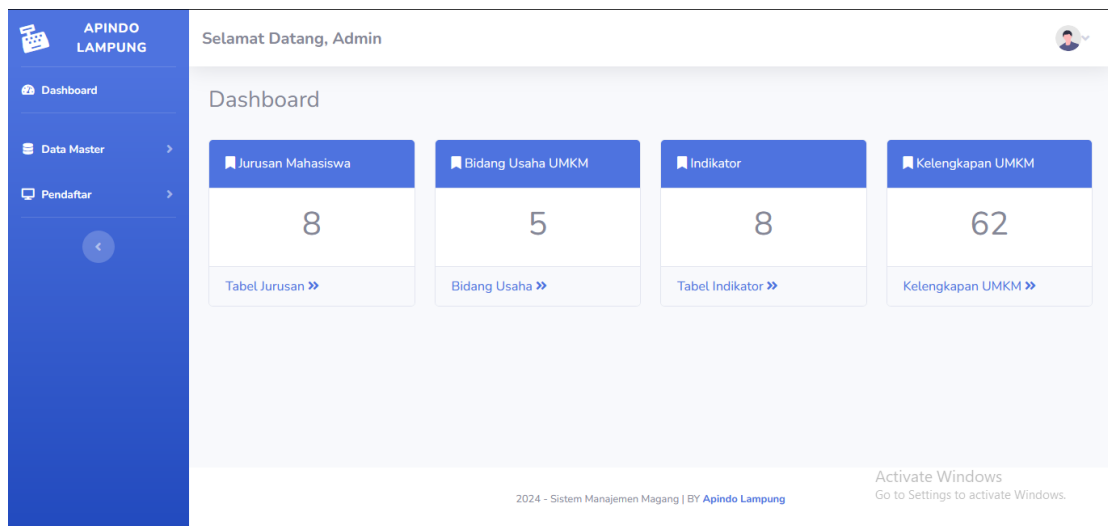 APINDO
LAMPUNG
Selamat Datang, Admin
Dashboard
Data Master
Pendaftar
Dashboard
Jurusan Mahasiswa
8
Tabel Jurusan
Bidang Usaha UMKM
5
Bidang Usaha
Indikator
8
Tabel Indikator
Kelengkapan UMKM
62
Kelengkapan UMKM
2024 - Sistem Manajemen Magang | BY Apindo Lampung
Activate Windows
Go to Settings to activate Windows.